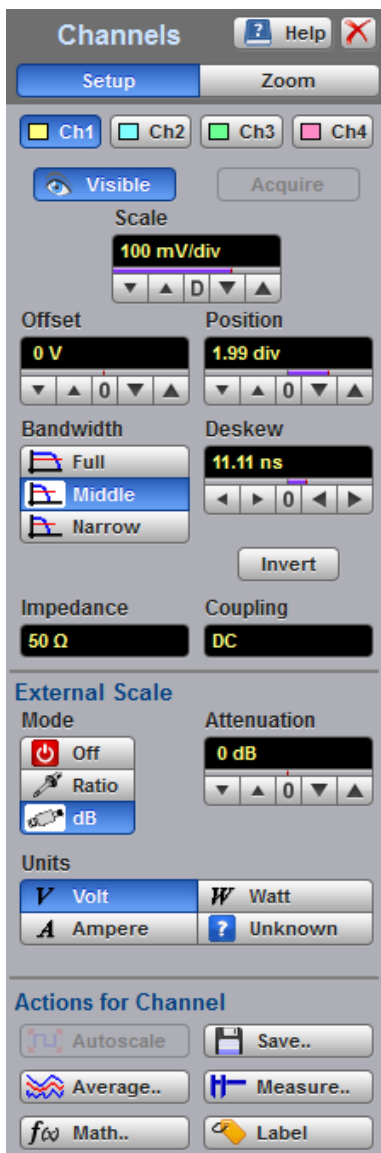 Channels ? Help
Setup Zoom
Ch1 Ch2 Ch3 Ch4
Visible Acquire
Scale
100 mV/div
D
Offset Position
0 V 1.99 div
0 0
Bandwidth Deskew
Full 11.11 ns
Middle 0
Narrow
Invert
Impedance Coupling
50 Ω DC
External Scale
Mode Attenuation
Off 0 dB
Ratio 0
dB
Units
V Volt W Watt
A Ampere ? Unknown
Actions for Channel
Autoscale Save..
Average.. Measure..
f(x) Math.. Label